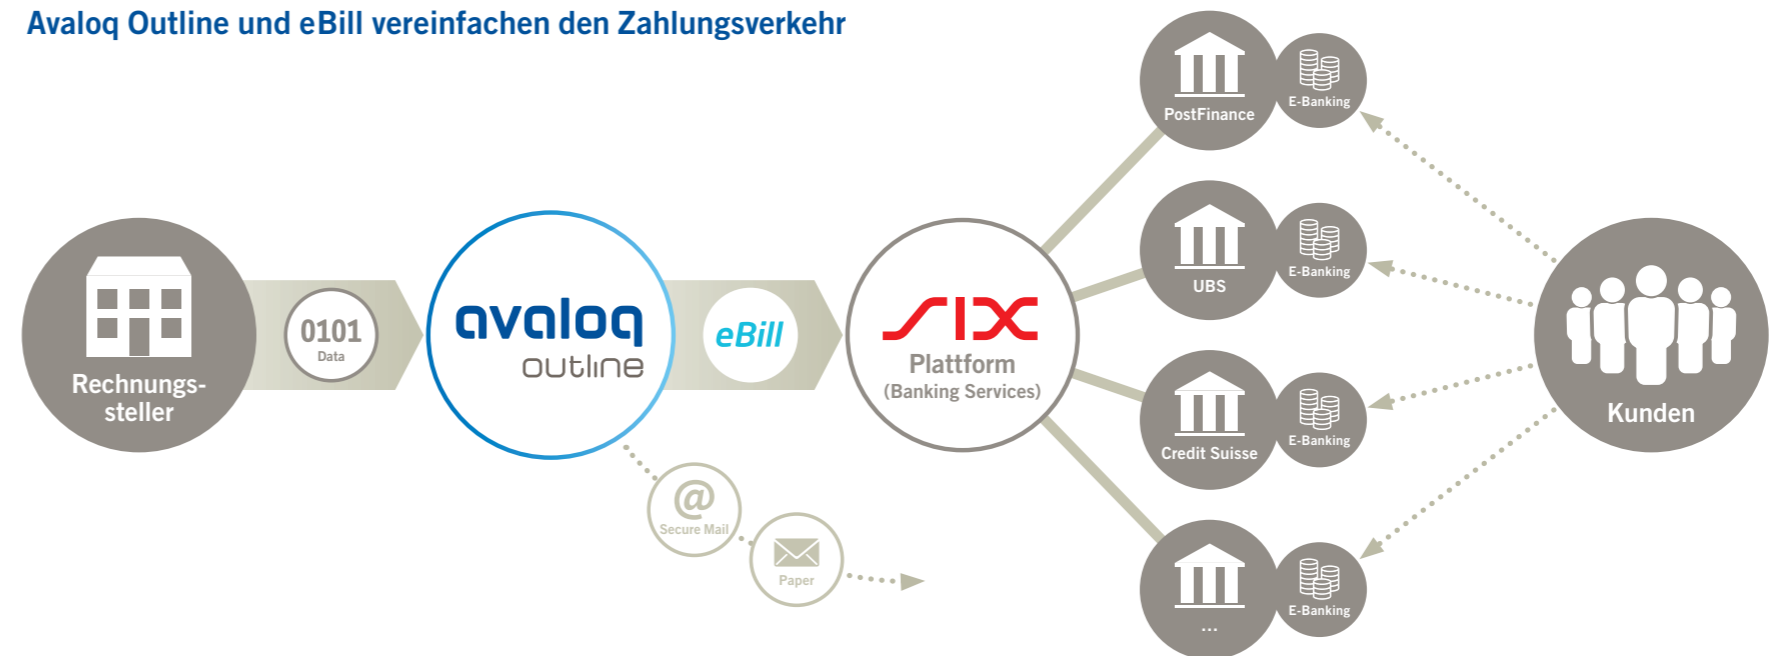 Avaloq Outline und eBill vereinfachen den Zahlungsverkehr
Rechnungs-
steller
0101
Data
avaloq
outline
eBill
SIX
Plattform
(Banking Services)
@
Secure Mail
Paper
PostFinance
E-Banking
UBS
E-Banking
Credit Suisse
E-Banking
...
E-Banking
Kunden